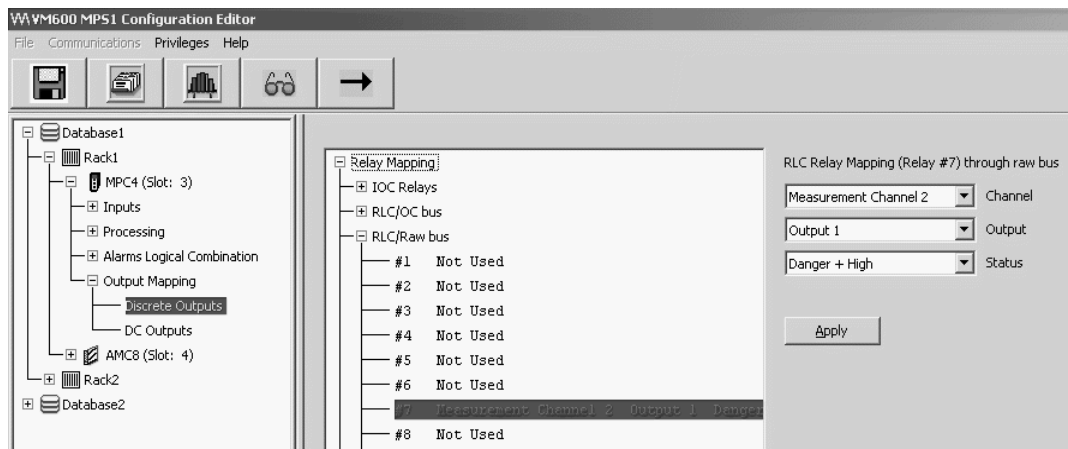 VM600 MPS1 Configuration Editor
File Communications Privileges Help
Database1
Rack1
MPC4 (Slot: 3)
Inputs
Processing
Alarms Logical Combination
Output Mapping
Discrete Outputs
DC Outputs
AMC8 (Slot: 4)
Rack2
Database2
Relay Mapping
IOC Relays
RLC/OC bus
RLC/Raw bus
#1 Not Used
#2 Not Used
#3 Not Used
#4 Not Used
#5 Not Used
#6 Not Used
#7 Measurement Channel 2 Output 1 Danger
#8 Not Used
RLC Relay Mapping (Relay #7) through raw bus
Measurement Channel 2 Channel
Output 1 Output
Danger + High Status
Apply